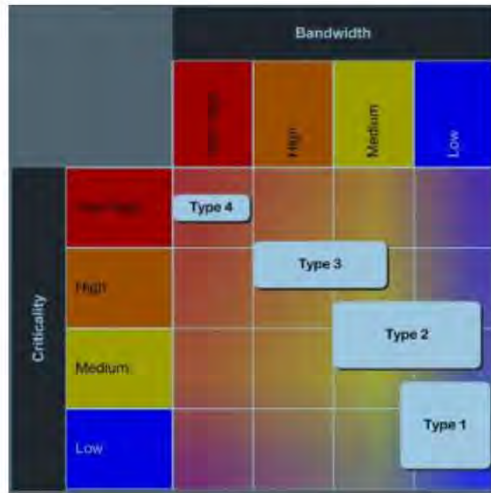 Bandwidth
High
Medium
Low
Criticality
Type 4
High
Type 3
Medium
Type 2
Low
Type 1